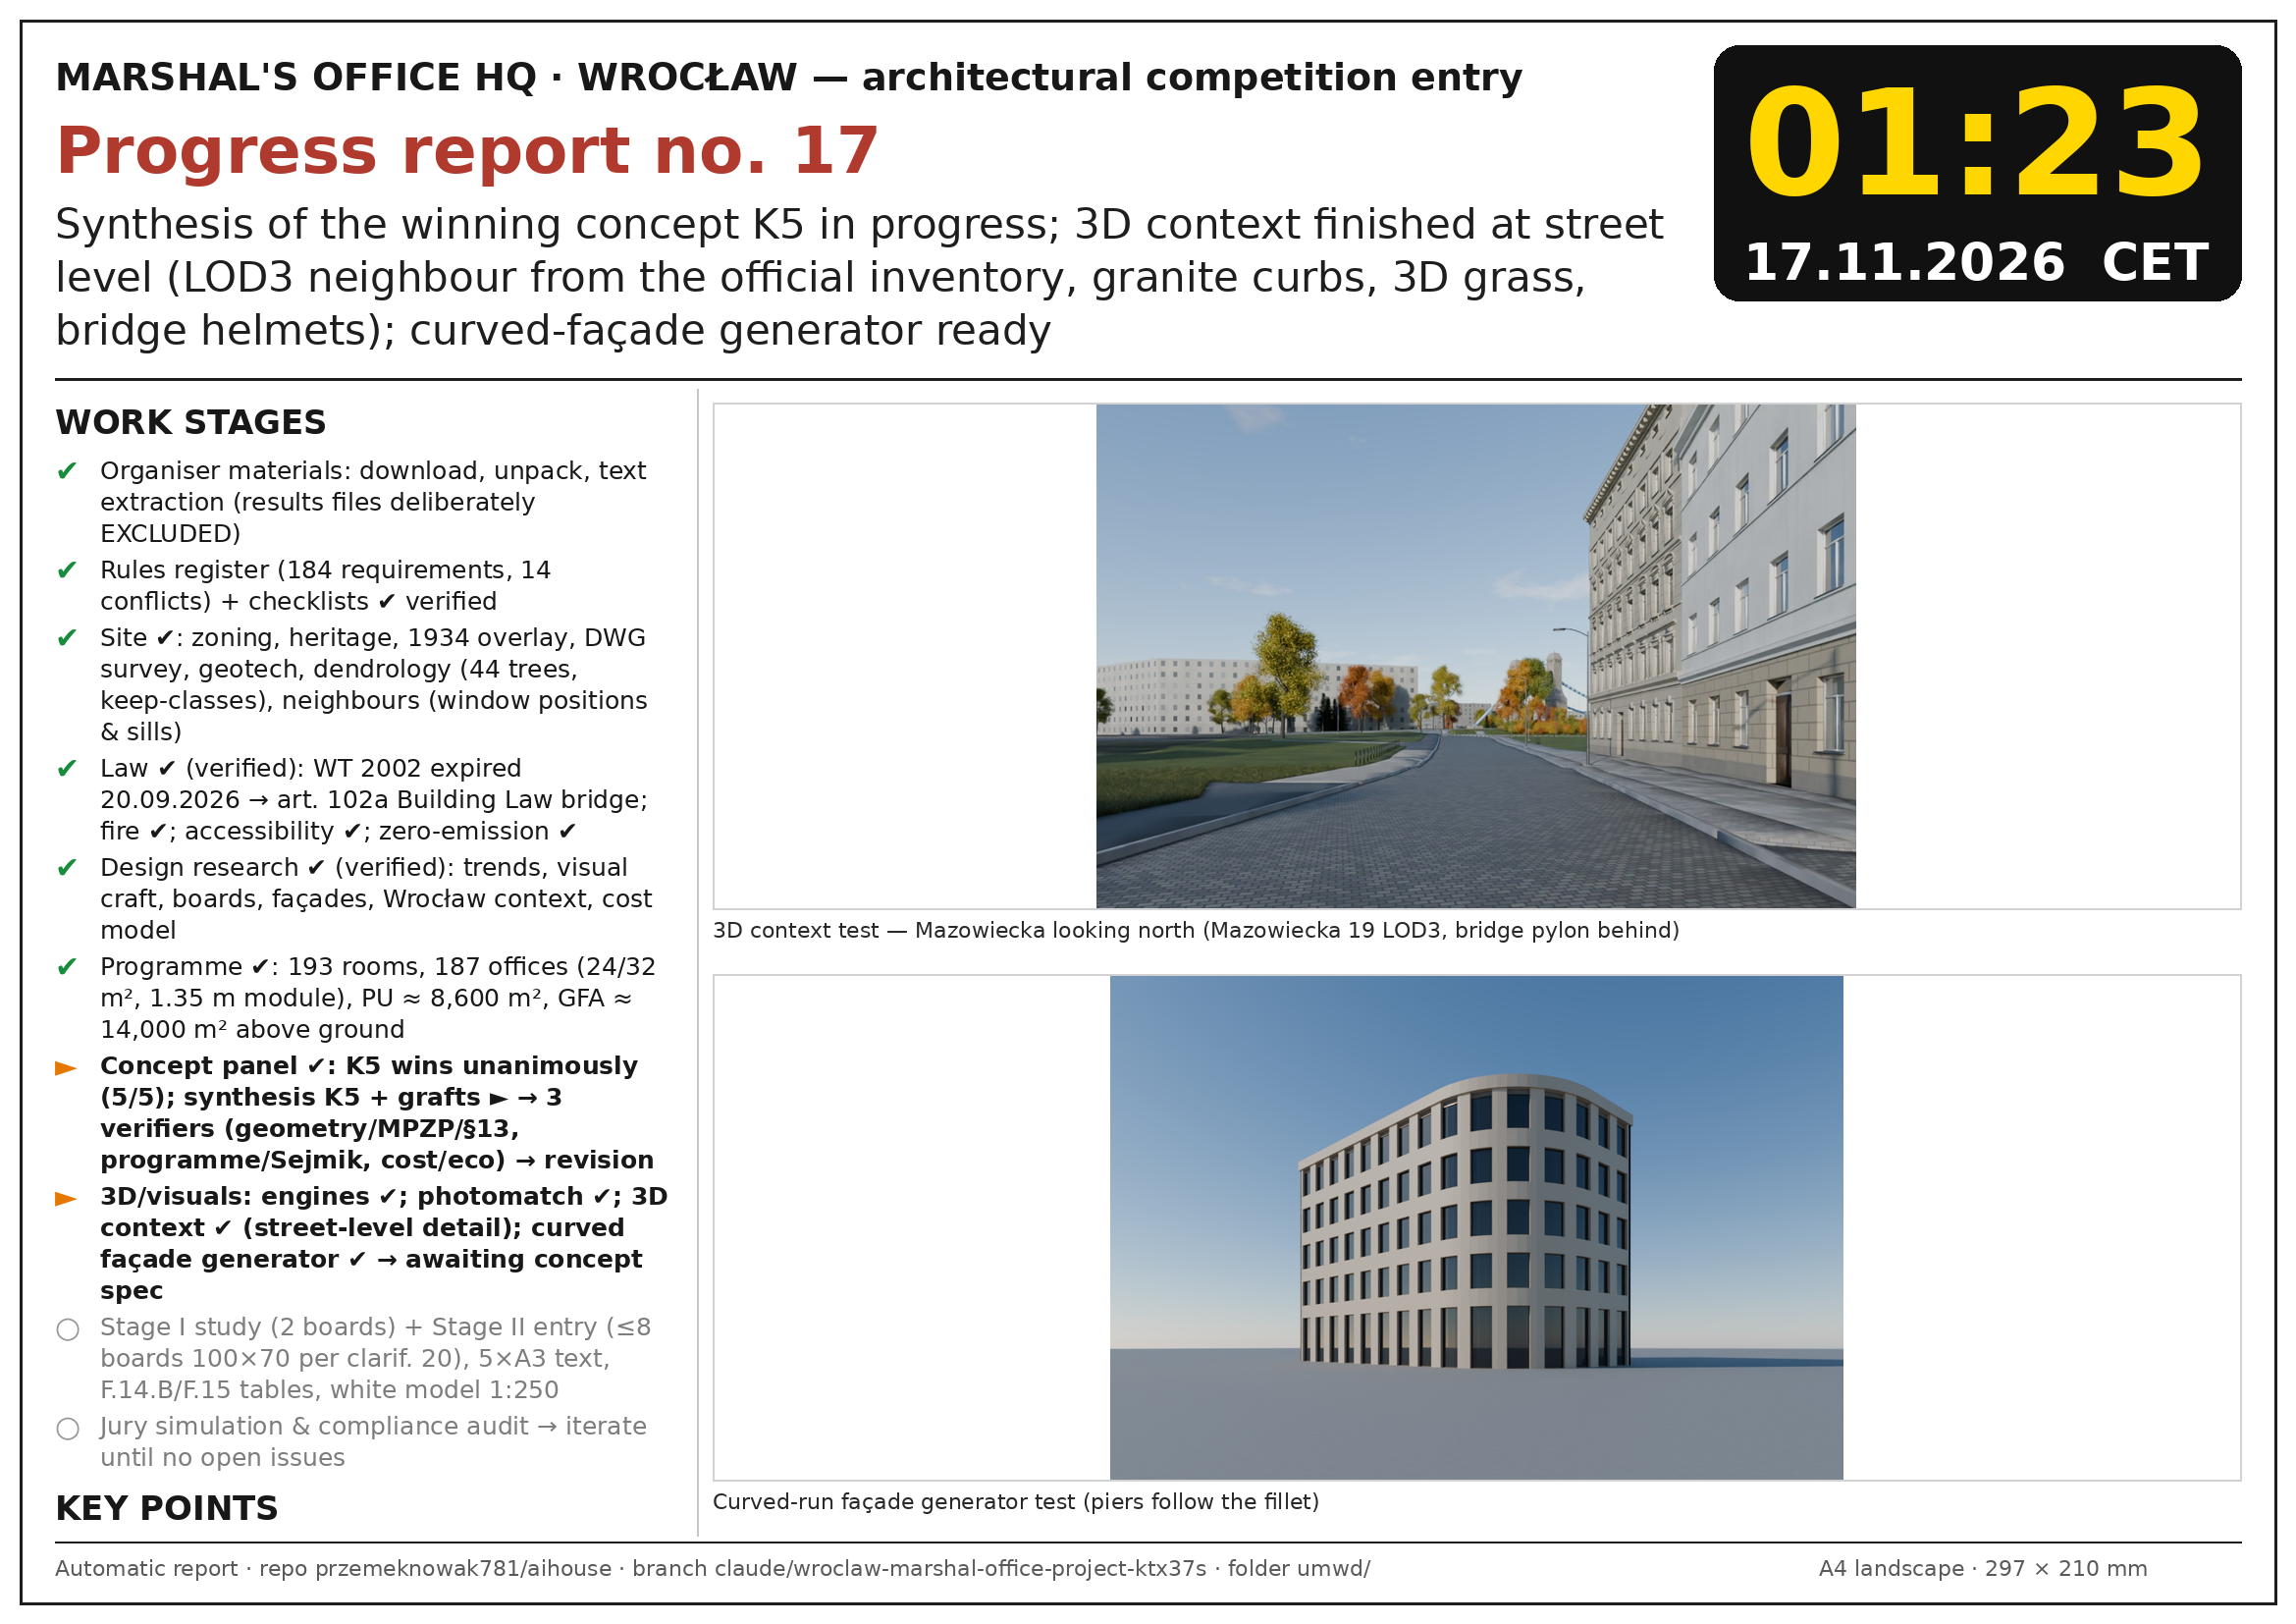 MARSHAL'S OFFICE HQ · WROCŁAW — architectural competition entry
Progress report no. 17
Synthesis of the winning concept K5 in progress; 3D context finished at street
level (LOD3 neighbour from the official inventory, granite curbs, 3D grass,
bridge helmets); curved-façade generator ready
01:23
17.11.2026 CET
WORK STAGES
✔ Organiser materials: download, unpack, text
extraction (results files deliberately
EXCLUDED)
✔ Rules register (184 requirements, 14
conflicts) + checklists ✔ verified
✔ Site ✔: zoning, heritage, 1934 overlay, DWG
survey, geotech, dendrology (44 trees,
keep-classes), neighbours (window positions
& sills)
✔ Law ✔ (verified): WT 2002 expired
20.09.2026 → art. 102a Building Law bridge;
fire ✔; accessibility ✔; zero-emission ✔
✔ Design research ✔ (verified): trends, visual
craft, boards, façades, Wrocław context, cost
model
✔ Programme ✔: 193 rooms, 187 offices (24/32
m², 1.35 m module), PU ≈ 8,600 m², GFA ≈
14,000 m² above ground
► Concept panel ✔: K5 wins unanimously
(5/5); synthesis K5 + grafts ► → 3
verifiers (geometry/MPZP/§13,
programme/Sejmik, cost/eco) → revision
► 3D/visuals: engines ✔; photomatch ✔; 3D
context ✔ (street-level detail); curved
façade generator ✔ → awaiting concept
spec
○ Stage I study (2 boards) + Stage II entry (≤8
boards 100×70 per clarif. 20), 5×A3 text,
F.14.B/F.15 tables, white model 1:250
○ Jury simulation & compliance audit → iterate
until no open issues
KEY POINTS
3D context test — Mazowiecka looking north (Mazowiecka 19 LOD3, bridge pylon behind)
Curved-run façade generator test (piers follow the fillet)
Automatic report · repo przemeknowak781/aihouse · branch claude/wroclaw-marshal-office-project-ktx37s · folder umwd/
A4 landscape · 297 × 210 mm